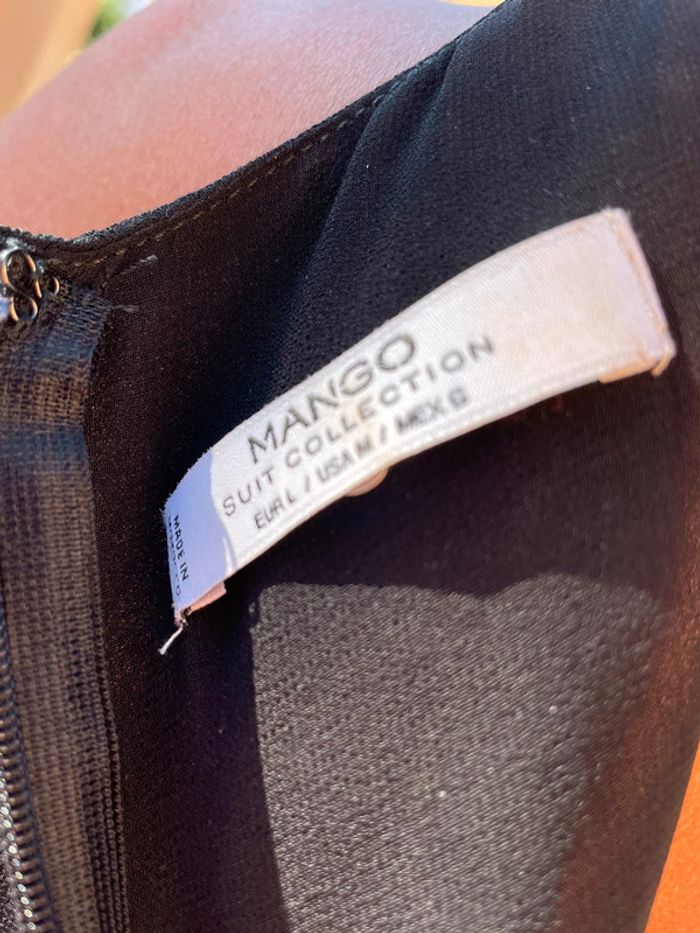 MANGO
SUIT COLLECTION
EUR L / USA M / MEX G
MADE IN